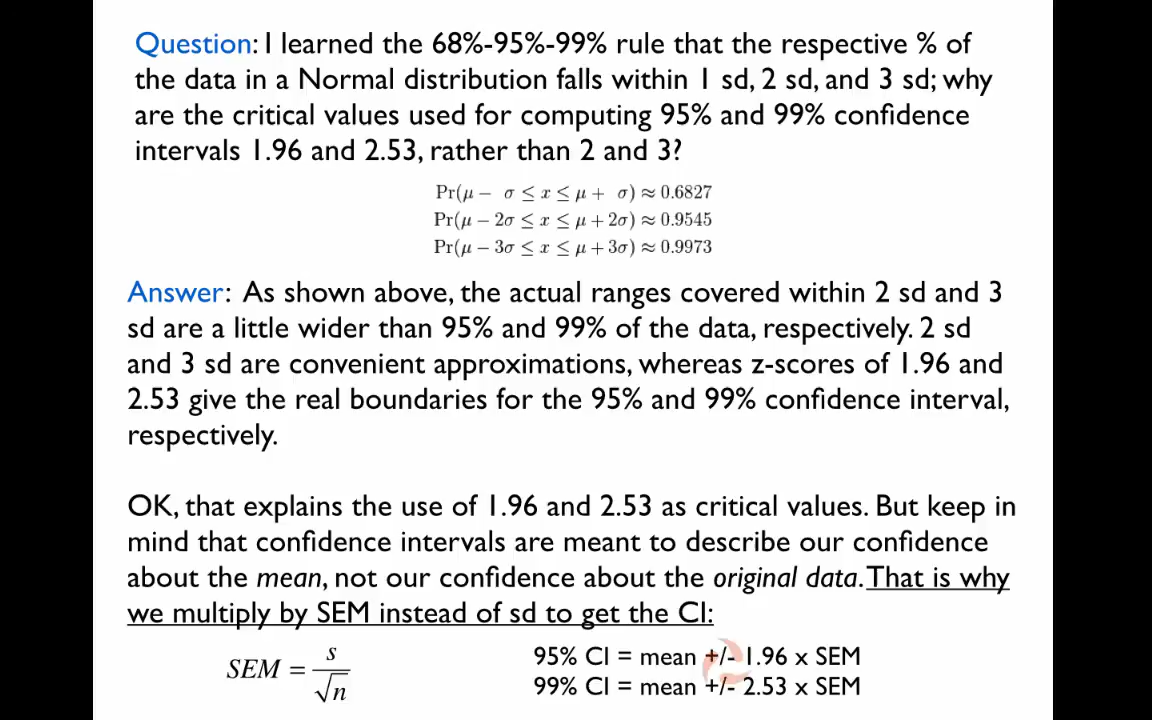 Question: I learned the 68%-95%-99% rule that the respective % of
the data in a Normal distribution falls within 1 sd, 2 sd, and 3 sd; why
are the critical values used for computing 95% and 99% confidence
intervals 1.96 and 2.53, rather than 2 and 3?
Pr(μ − σ ≤ x ≤ μ + σ) ≈ 0.6827
Pr(μ − 2σ ≤ x ≤ μ + 2σ) ≈ 0.9545
Pr(μ − 3σ ≤ x ≤ μ + 3σ) ≈ 0.9973
Answer: As shown above, the actual ranges covered within 2 sd and 3
sd are a little wider than 95% and 99% of the data, respectively. 2 sd
and 3 sd are convenient approximations, whereas z-scores of 1.96 and
2.53 give the real boundaries for the 95% and 99% confidence interval,
respectively.
OK, that explains the use of 1.96 and 2.53 as critical values. But keep in
mind that confidence intervals are meant to describe our confidence
about the mean, not our confidence about the original data. That is why
we multiply by SEM instead of sd to get the CI:
SEM = s/√n
95% CI = mean +/- 1.96 x SEM
99% CI = mean +/- 2.53 x SEM